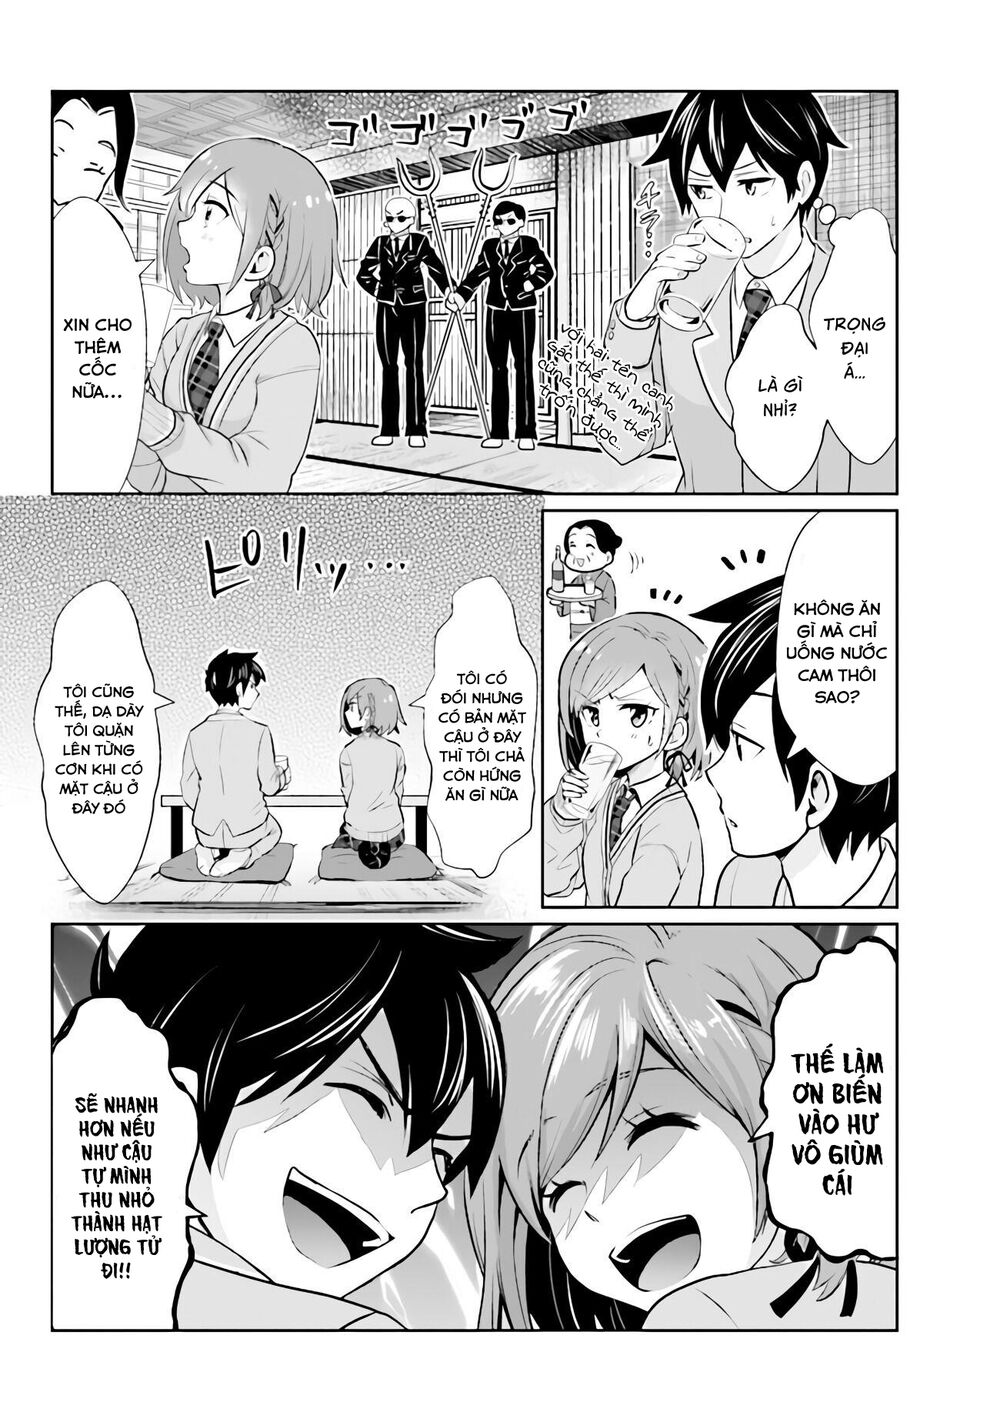 ゴゴゴゴゴ
TRỌNG
ĐẠI
Á...
LÀ GÌ
NHỈ?
チラ…
Với hai tên canh
gác thế thì mình
cũng chẳng thể
trốn được...
XIN CHO
THÊM
CỐC
NỮA...
KHÔNG ĂN
GÌ MÀ CHỈ
UỐNG NƯỚC
CAM THÔI
SAO?
ピリッ…
TÔI CÓ
ĐÓI NHƯNG
CÓ BẢN MẶT
CẬU Ở ĐÂY
THÌ TÔI CHẢ
CÒN HỨNG
ĂN GÌ NỮA
TÔI CŨNG
THẾ, DẠ DÀY
TÔI QUẶN
LÊN TỪNG
CƠN KHI CÓ
MẶT CẬU Ở
ĐÂY ĐÓ
THẾ LÀM
ƠN BIẾN
VÀO HƯ
VÔ GIÙM
CÁI
SẼ NHANH
HƠN NẾU
NHƯ CẬU
TỰ MÌNH
THU NHỎ
THÀNH HẠT
LƯỢNG TỬ
ĐI!!